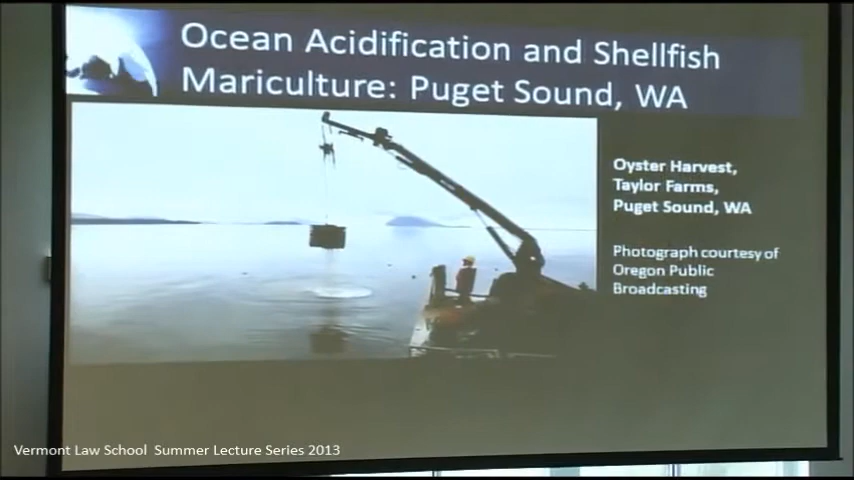 Ocean Acidification and Shellfish
Mariculture: Puget Sound, WA
Oyster Harvest,
Taylor Farms,
Puget Sound, WA
Photograph courtesy of
Oregon Public
Broadcasting
Vermont Law School Summer Lecture Series 2013